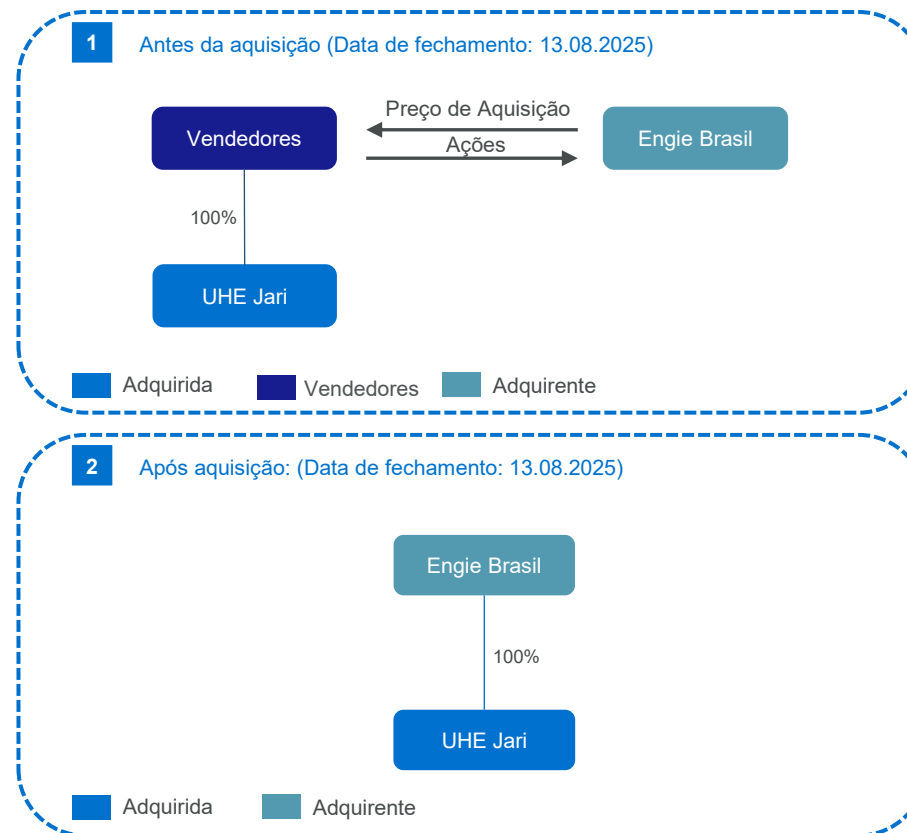 1
Antes da aquisição (Data de fechamento: 13.08.2025)
Preço de Aquisição
Vendedores
Ações
Engie Brasil
100%
UHE Jari
Adquirida
Vendedores
Adquirente
2
Após aquisição: (Data de fechamento: 13.08.2025)
Engie Brasil
100%
UHE Jari
Adquirida
Adquirente